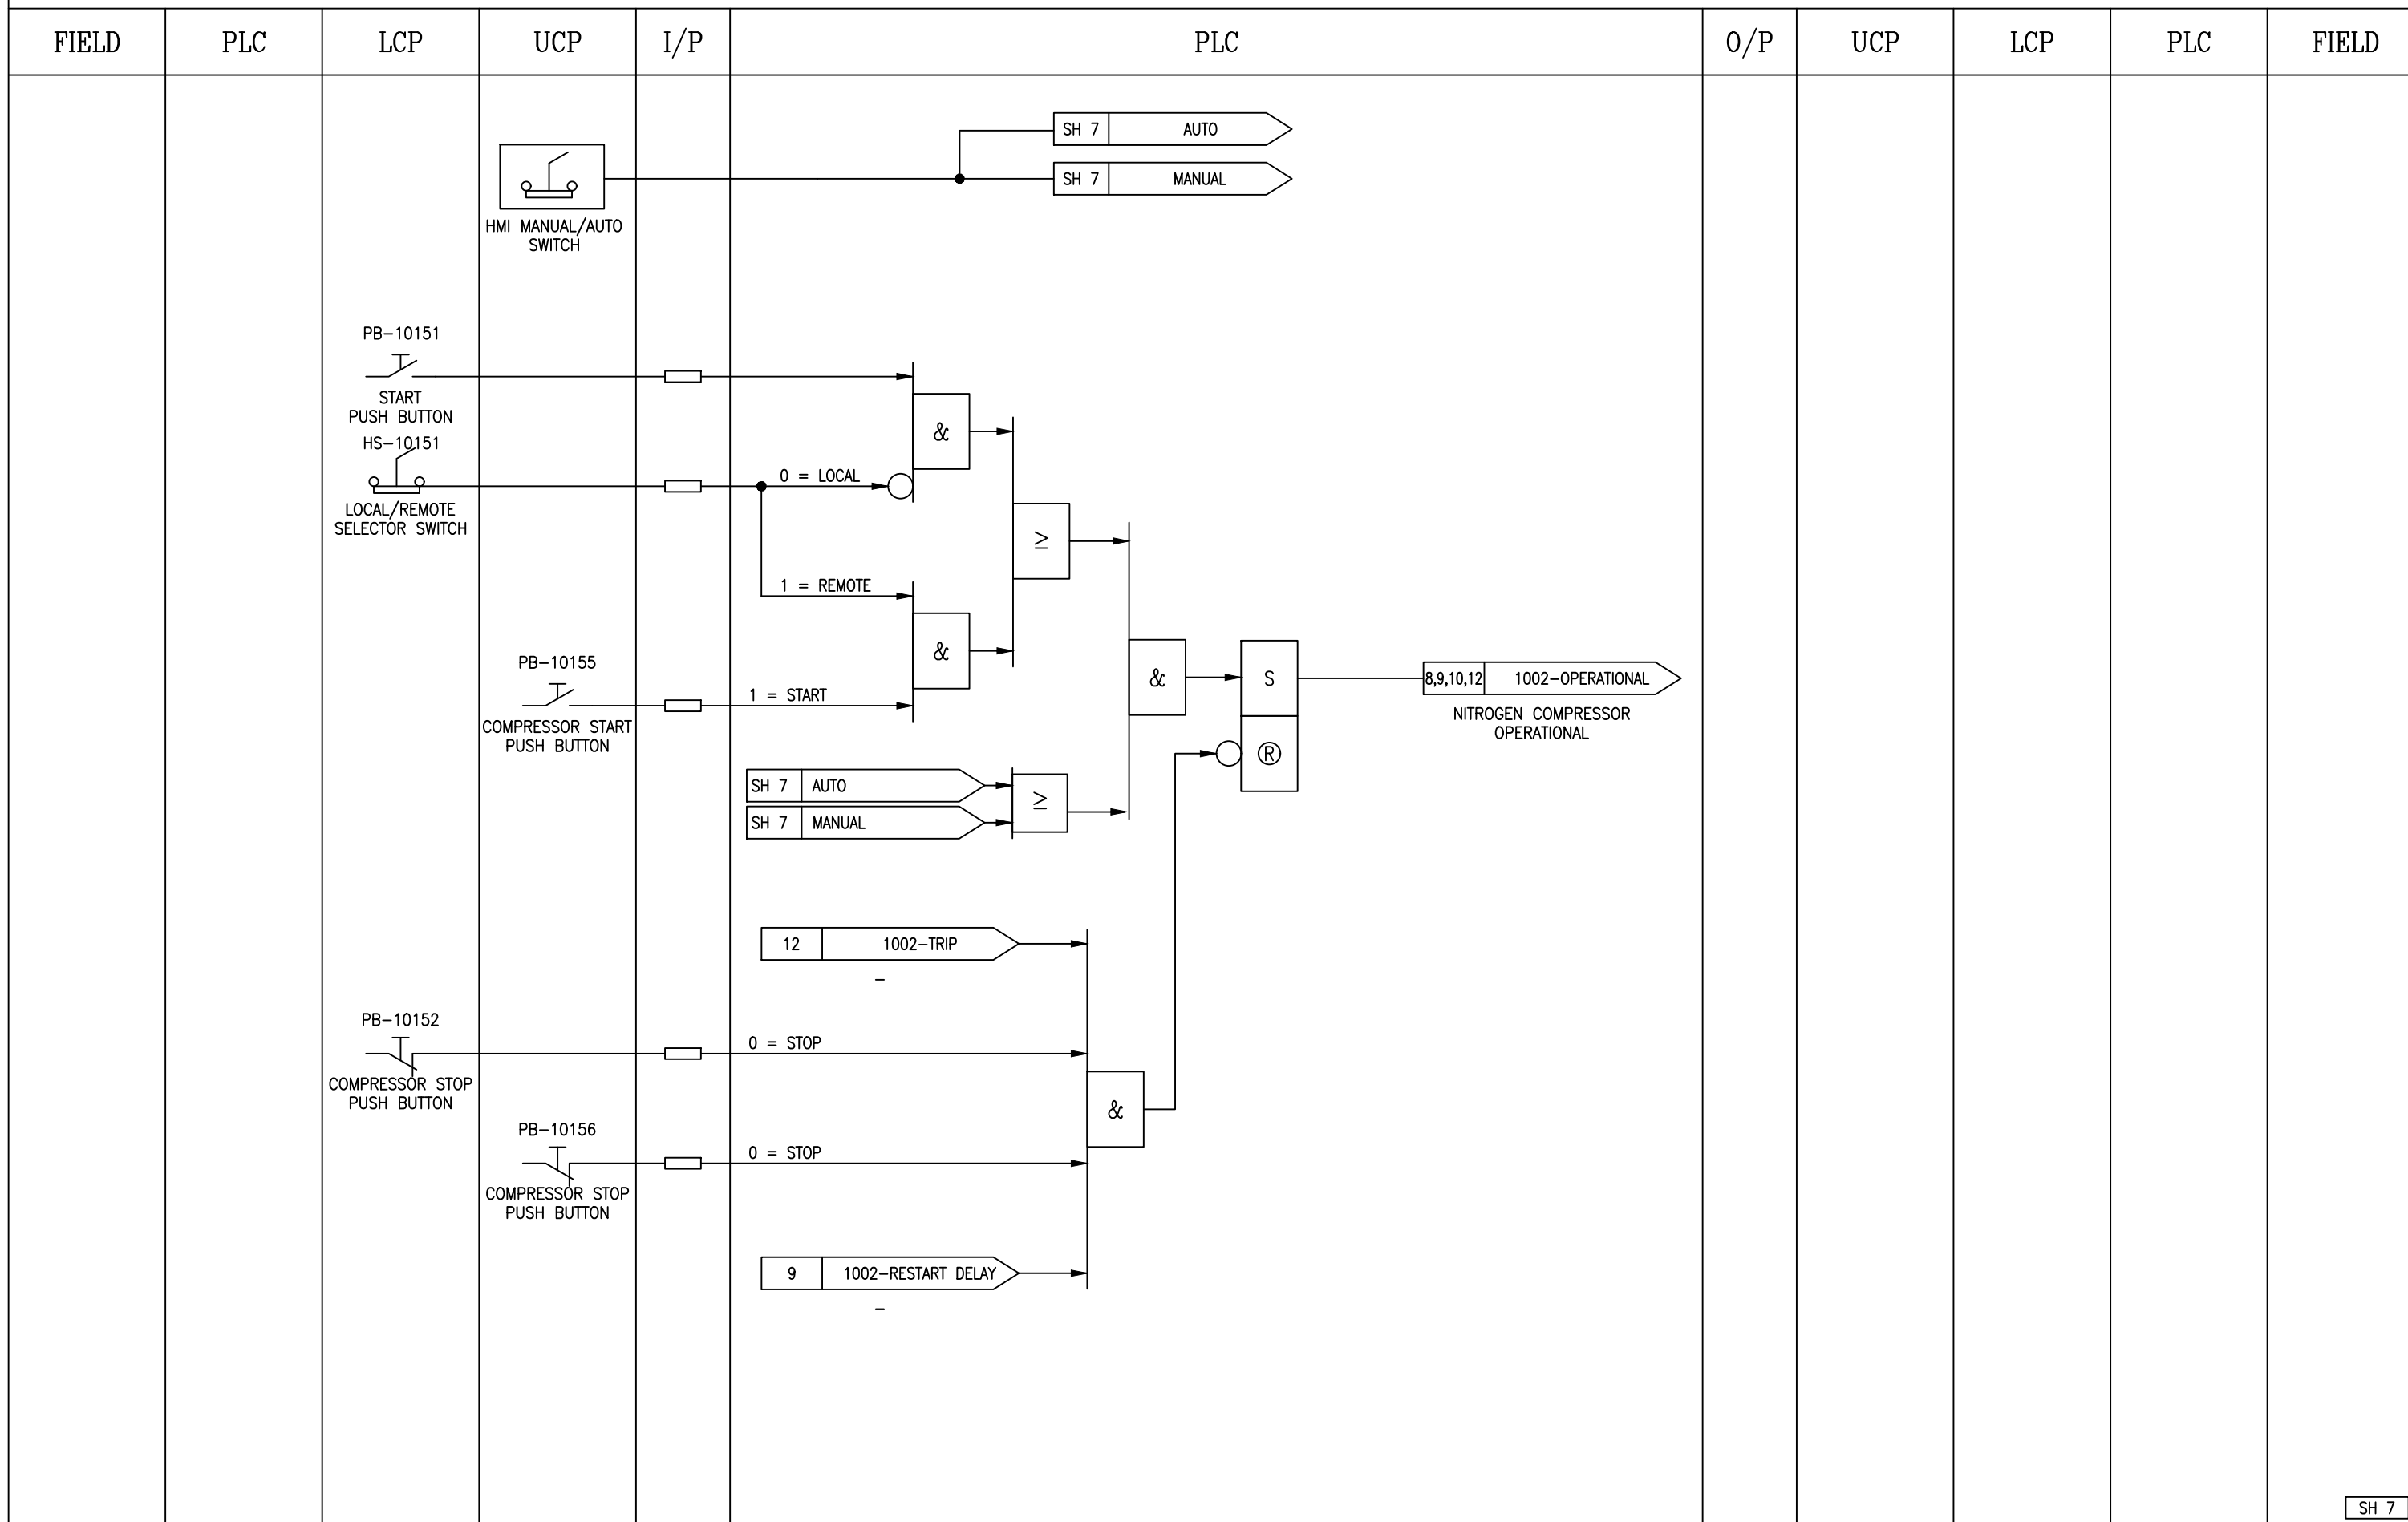 FIELD PLC LCP UCP I/P PLC O/P UCP LCP PLC FIELD
SH 7 AUTO
SH 7 MANUAL
HMI MANUAL/AUTO
SWITCH
PB-10151
START
PUSH BUTTON
HS-10151
LOCAL/REMOTE
SELECTOR SWITCH
&
0 = LOCAL
≥
1 = REMOTE
&
PB-10155
COMPRESSOR START
PUSH BUTTON
1 = START
&
S
Ⓡ
8,9,10,12 1002-OPERATIONAL
NITROGEN COMPRESSOR
OPERATIONAL
SH 7 AUTO
SH 7 MANUAL
≥
12 1002-TRIP
-
PB-10152
COMPRESSOR STOP
PUSH BUTTON
0 = STOP
&
PB-10156
COMPRESSOR STOP
PUSH BUTTON
0 = STOP
9 1002-RESTART DELAY
-
SH 7